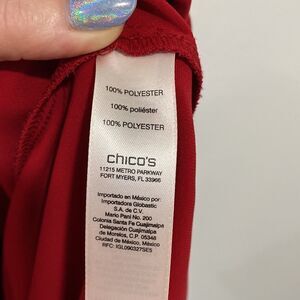 100% POLYESTER
100% poliéster
100% POLYESTER
chico's
11215 METRO PARKWAY
FORT MYERS, FL 33966
Importado en México por:
Importadora Globastic
S.A. de C.V.
Mario Pani No. 200
Colonia Santa Fe Cuajimalpa
Delegación Cuajimalpa
de Morelos, C.P. 05348
Ciudad de México, México
RFC: IGL090327SE5